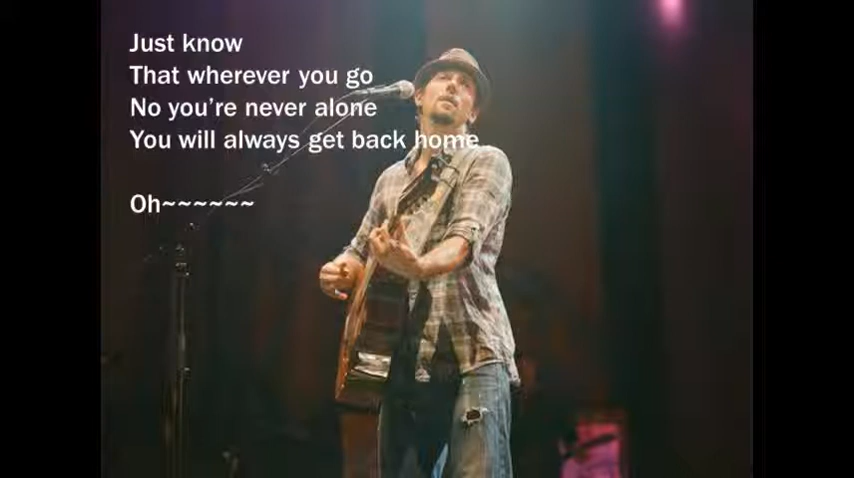 Just know
That wherever you go
No you're never alone
You will always get back home
Oh~~~~~~